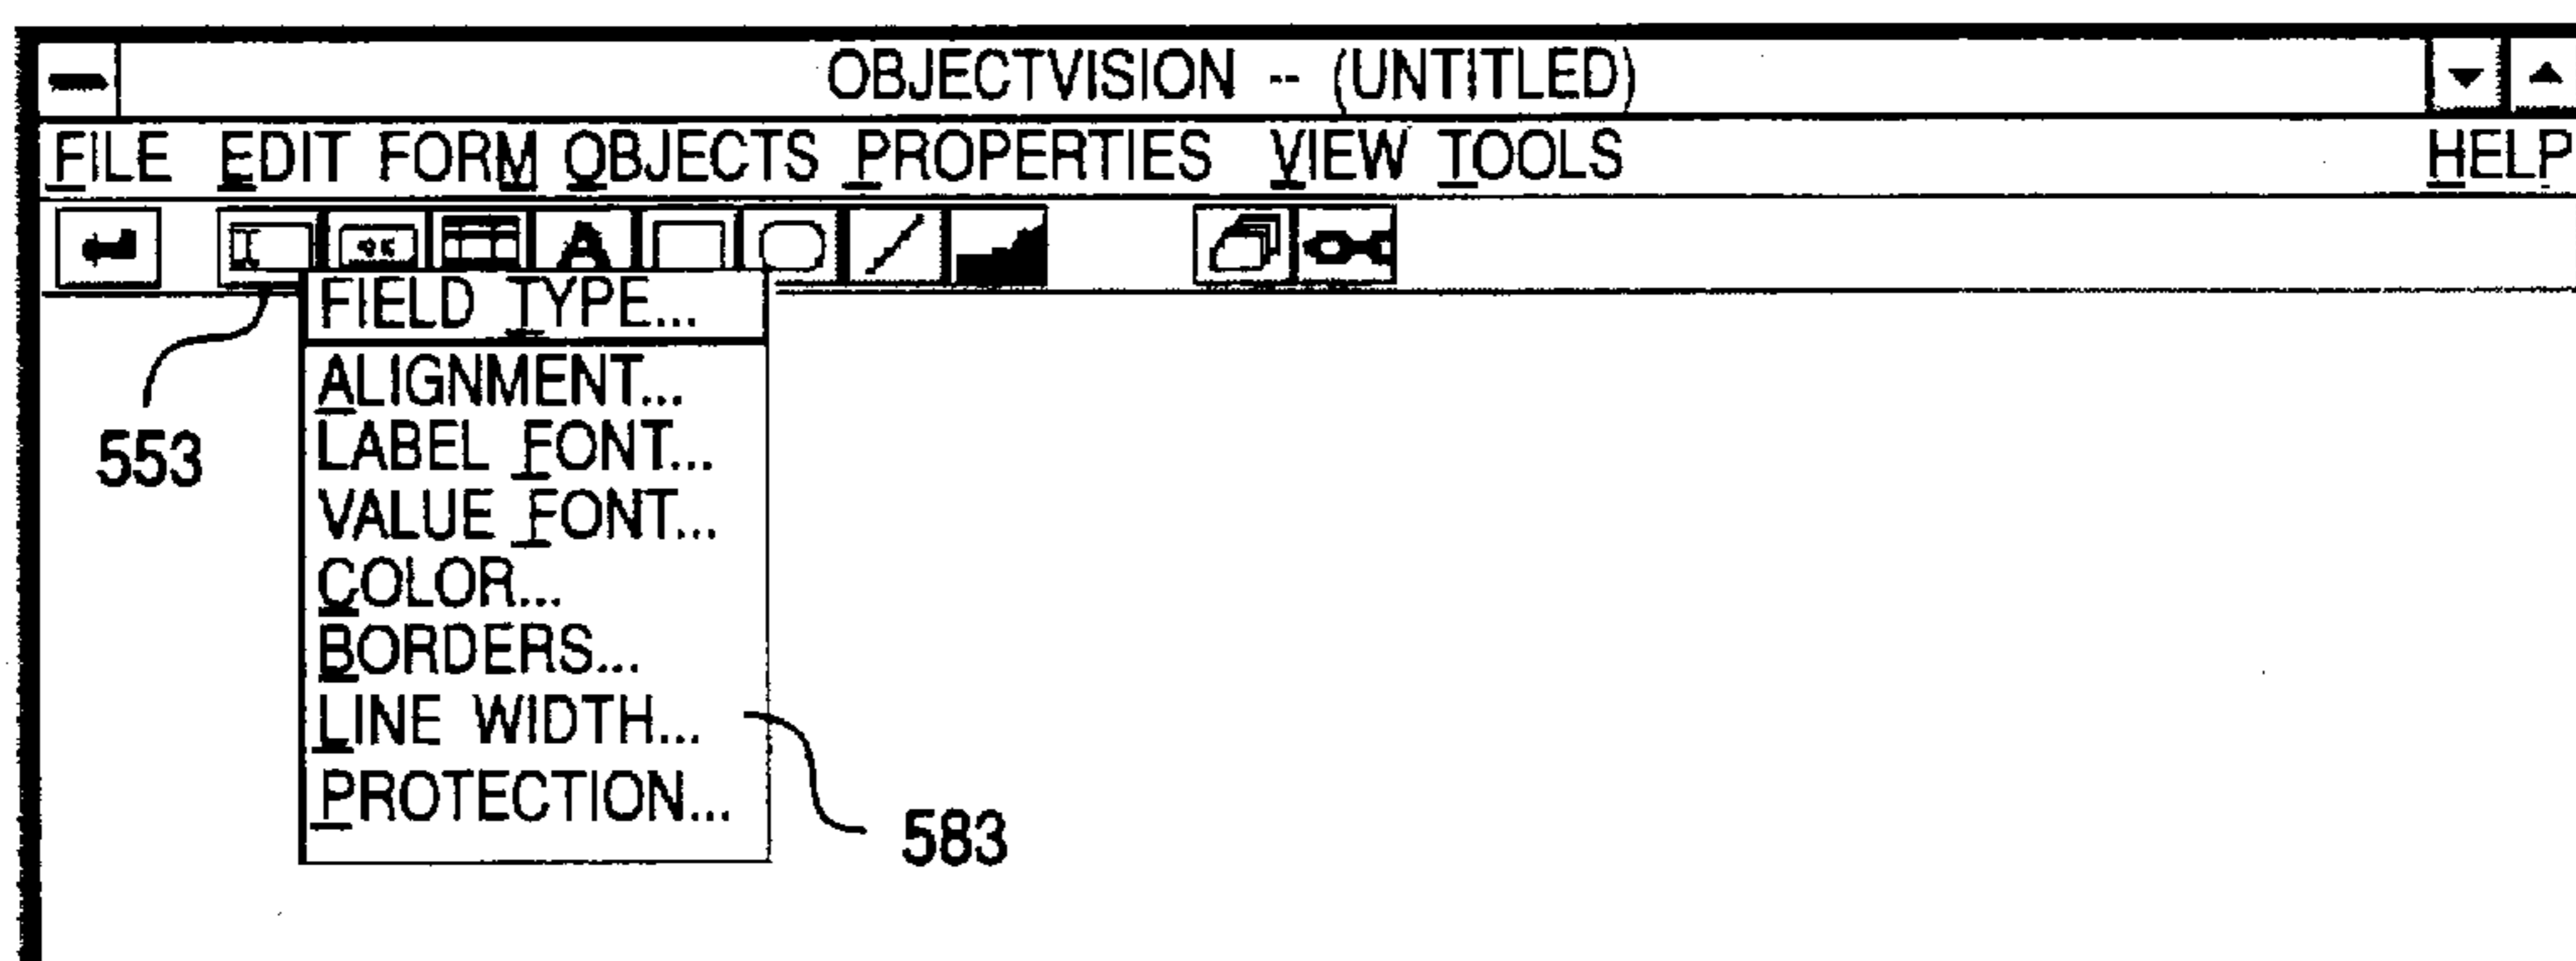 OBJECTVISION -- (UNTITLED)
FILE EDIT FORM OBJECTS PROPERTIES VIEW TOOLS HELP
A
FIELD TYPE...
ALIGNMENT...
LABEL FONT...
VALUE FONT...
COLOR...
BORDERS...
LINE WIDTH...
PROTECTION...
553
583